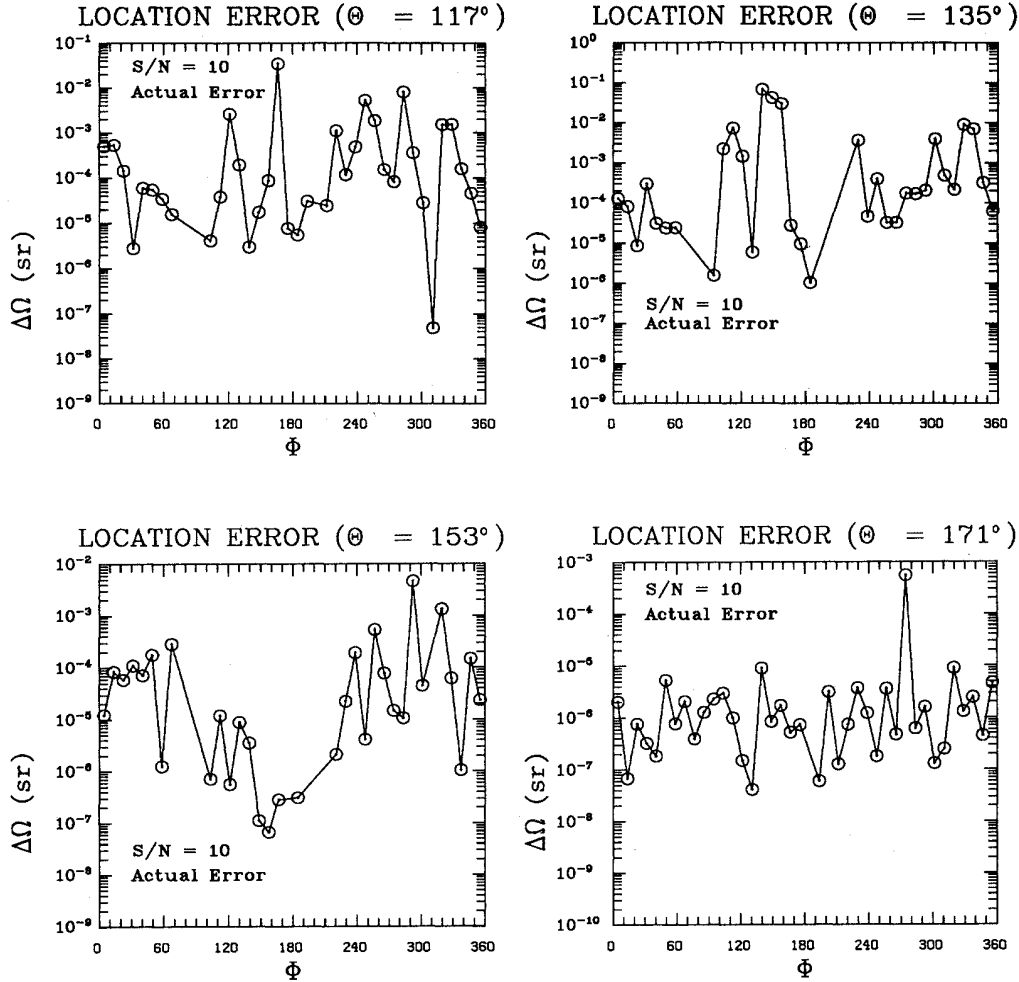 LOCATION ERROR (Θ = 117°)
10⁻¹
10⁻²
10⁻³
10⁻⁴
10⁻⁵
10⁻⁶
10⁻⁷
10⁻⁸
10⁻⁹
ΔΩ (sr)
S/N = 10
Actual Error
0 60 120 180 240 300 360
Φ
LOCATION ERROR (Θ = 135°)
10⁰
10⁻¹
10⁻²
10⁻³
10⁻⁴
10⁻⁵
10⁻⁶
10⁻⁷
10⁻⁸
10⁻⁹
ΔΩ (sr)
S/N = 10
Actual Error
0 60 120 180 240 300 360
Φ
LOCATION ERROR (Θ = 153°)
10⁻²
10⁻³
10⁻⁴
10⁻⁵
10⁻⁶
10⁻⁷
10⁻⁸
10⁻⁹
ΔΩ (sr)
S/N = 10
Actual Error
0 60 120 180 240 300 360
Φ
LOCATION ERROR (Θ = 171°)
10⁻³
10⁻⁴
10⁻⁵
10⁻⁶
10⁻⁷
10⁻⁸
10⁻⁹
10⁻¹⁰
ΔΩ (sr)
S/N = 10
Actual Error
0 60 120 180 240 300 360
Φ